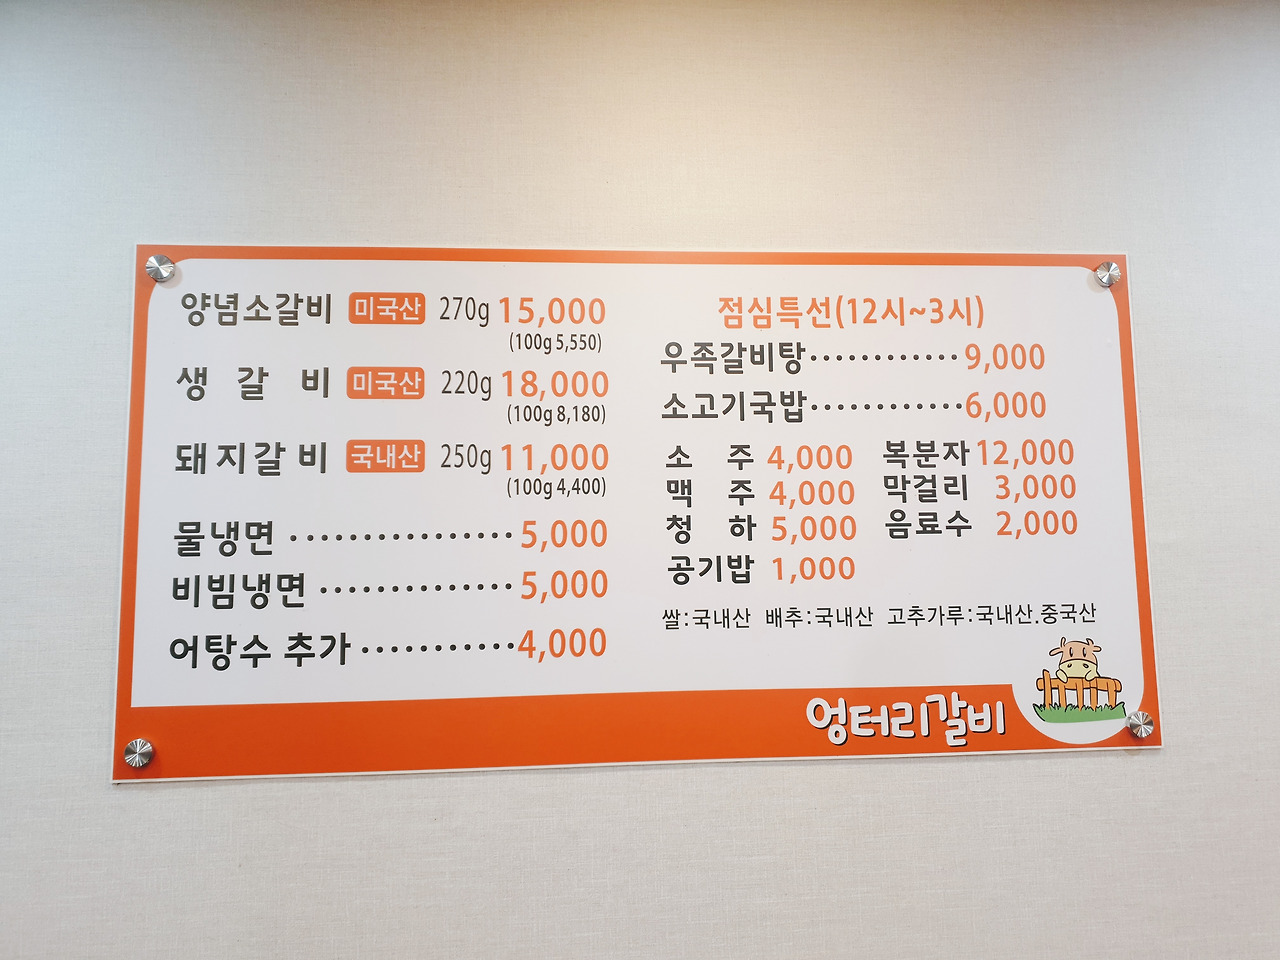 양념소갈비 미국산 270g 15,000
(100g 5,550)
생 갈 비 미국산 220g 18,000
(100g 8,180)
돼지갈비 국내산 250g 11,000
(100g 4,400)
물냉면 ················ 5,000
비빔냉면 ·············· 5,000
어탕수 추가 ··········· 4,000
점심특선(12시~3시)
우족갈비탕 ············ 9,000
소고기국밥 ············ 6,000
소 주 4,000 복분자 12,000
맥 주 4,000 막걸리 3,000
청 하 5,000 음료수 2,000
공기밥 1,000
쌀:국내산 배추:국내산 고추가루:국내산.중국산
엉터리갈비